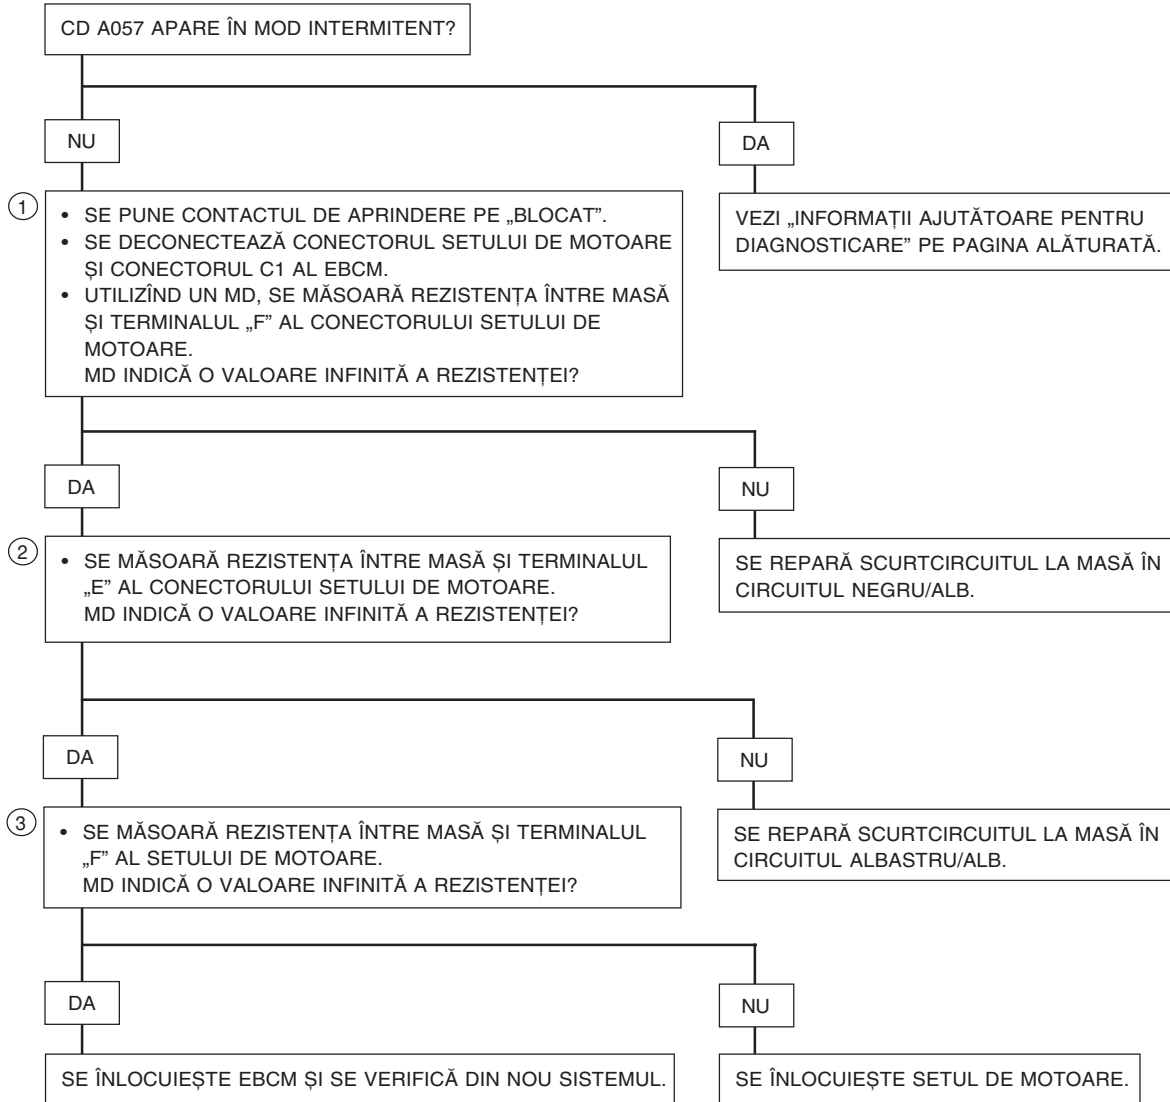 CD A057 APARE ÎN MOD INTERMITENT?
NU
DA
1
• SE PUNE CONTACTUL DE APRINDERE PE „BLOCAT”.
• SE DECONECTEAZĂ CONECTORUL SETULUI DE MOTOARE
ȘI CONECTORUL C1 AL EBCM.
• UTILIZÎND UN MD, SE MĂSOARĂ REZISTENȚA ÎNTRE MASĂ
ȘI TERMINALUL „F” AL CONECTORULUI SETULUI DE
MOTOARE.
MD INDICĂ O VALOARE INFINITĂ A REZISTENȚEI?
VEZI „INFORMAȚII AJUTĂTOARE PENTRU
DIAGNOSTICARE” PE PAGINA ALĂTURATĂ.
DA
NU
2
• SE MĂSOARĂ REZISTENȚA ÎNTRE MASĂ ȘI TERMINALUL
„E” AL CONECTORULUI SETULUI DE MOTOARE.
MD INDICĂ O VALOARE INFINITĂ A REZISTENȚEI?
SE REPARĂ SCURTCIRCUITUL LA MASĂ ÎN
CIRCUITUL NEGRU/ALB.
DA
NU
3
• SE MĂSOARĂ REZISTENȚA ÎNTRE MASĂ ȘI TERMINALUL
„F” AL SETULUI DE MOTOARE.
MD INDICĂ O VALOARE INFINITĂ A REZISTENȚEI?
SE REPARĂ SCURTCIRCUITUL LA MASĂ ÎN
CIRCUITUL ALBASTRU/ALB.
DA
NU
SE ÎNLOCUIEȘTE EBCM ȘI SE VERIFICĂ DIN NOU SISTEMUL.
SE ÎNLOCUIEȘTE SETUL DE MOTOARE.